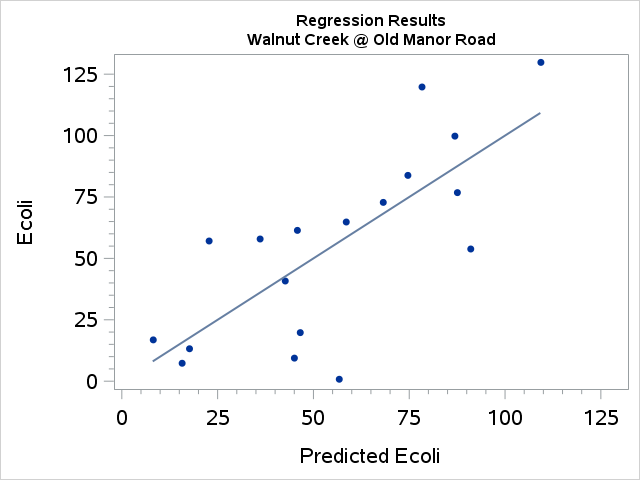 Regression Results
Walnut Creek @ Old Manor Road
125
100
75
50
25
0
Ecoli
0 25 50 75 100 125
Predicted Ecoli